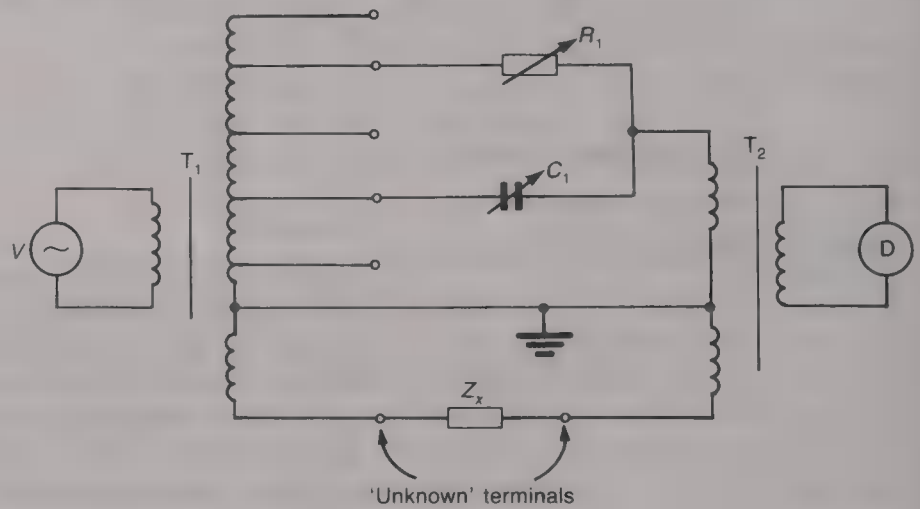 R₁
T₁
T₂
C₁
V
D
Zₓ
'Unknown' terminals